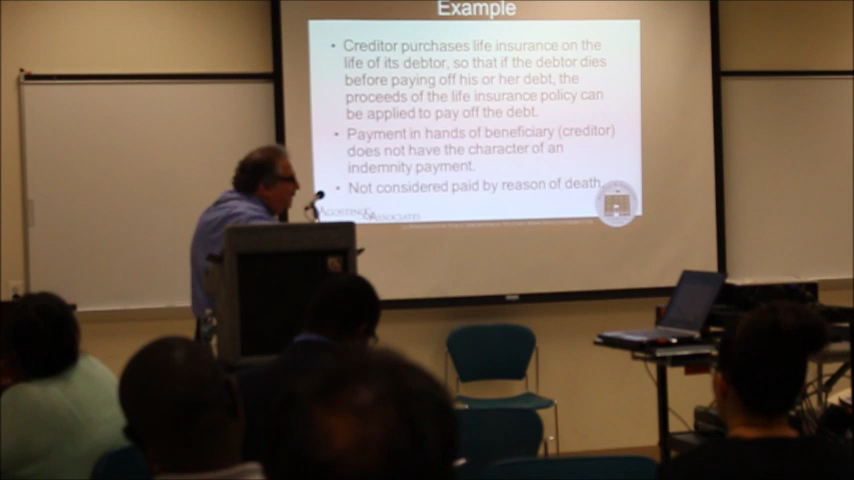 Example
• Creditor purchases life insurance on the
life of its debtor, so that if the debtor dies
before paying off his or her debt, the
proceeds of the life insurance policy can
be applied to pay off the debt.
• Payment in hands of beneficiary (creditor)
does not have the character of an
indemnity payment.
• Not considered paid by reason of death.
& ASSOCIATES